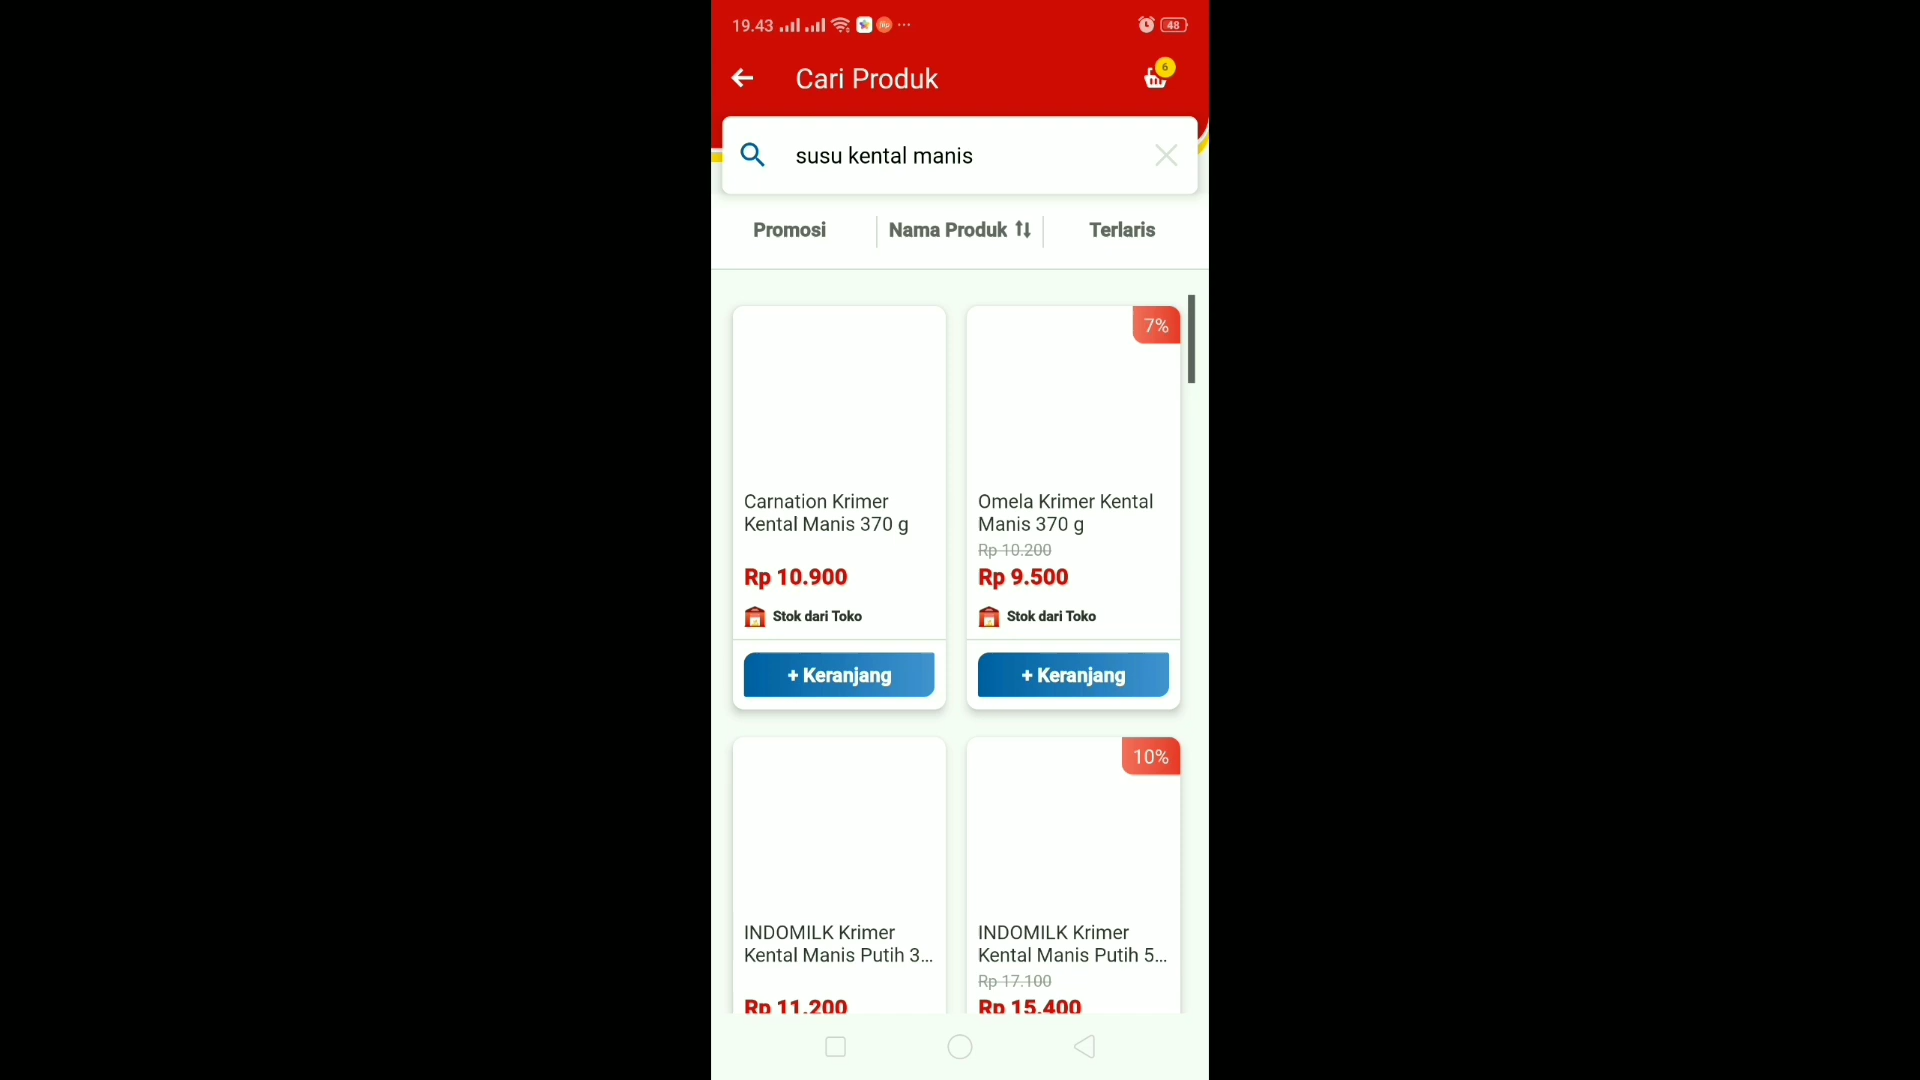 19.43
48
Cari Produk
6
susu kental manis
Promosi
Nama Produk
Terlaris
7%
Carnation Krimer
Kental Manis 370 g
Rp 10.900
Stok dari Toko
+ Keranjang
Omela Krimer Kental
Manis 370 g
Rp 10.200
Rp 9.500
Stok dari Toko
+ Keranjang
10%
INDOMILK Krimer
Kental Manis Putih 3...
Rp 11.200
INDOMILK Krimer
Kental Manis Putih 5...
Rp 17.100
Rp 15.400